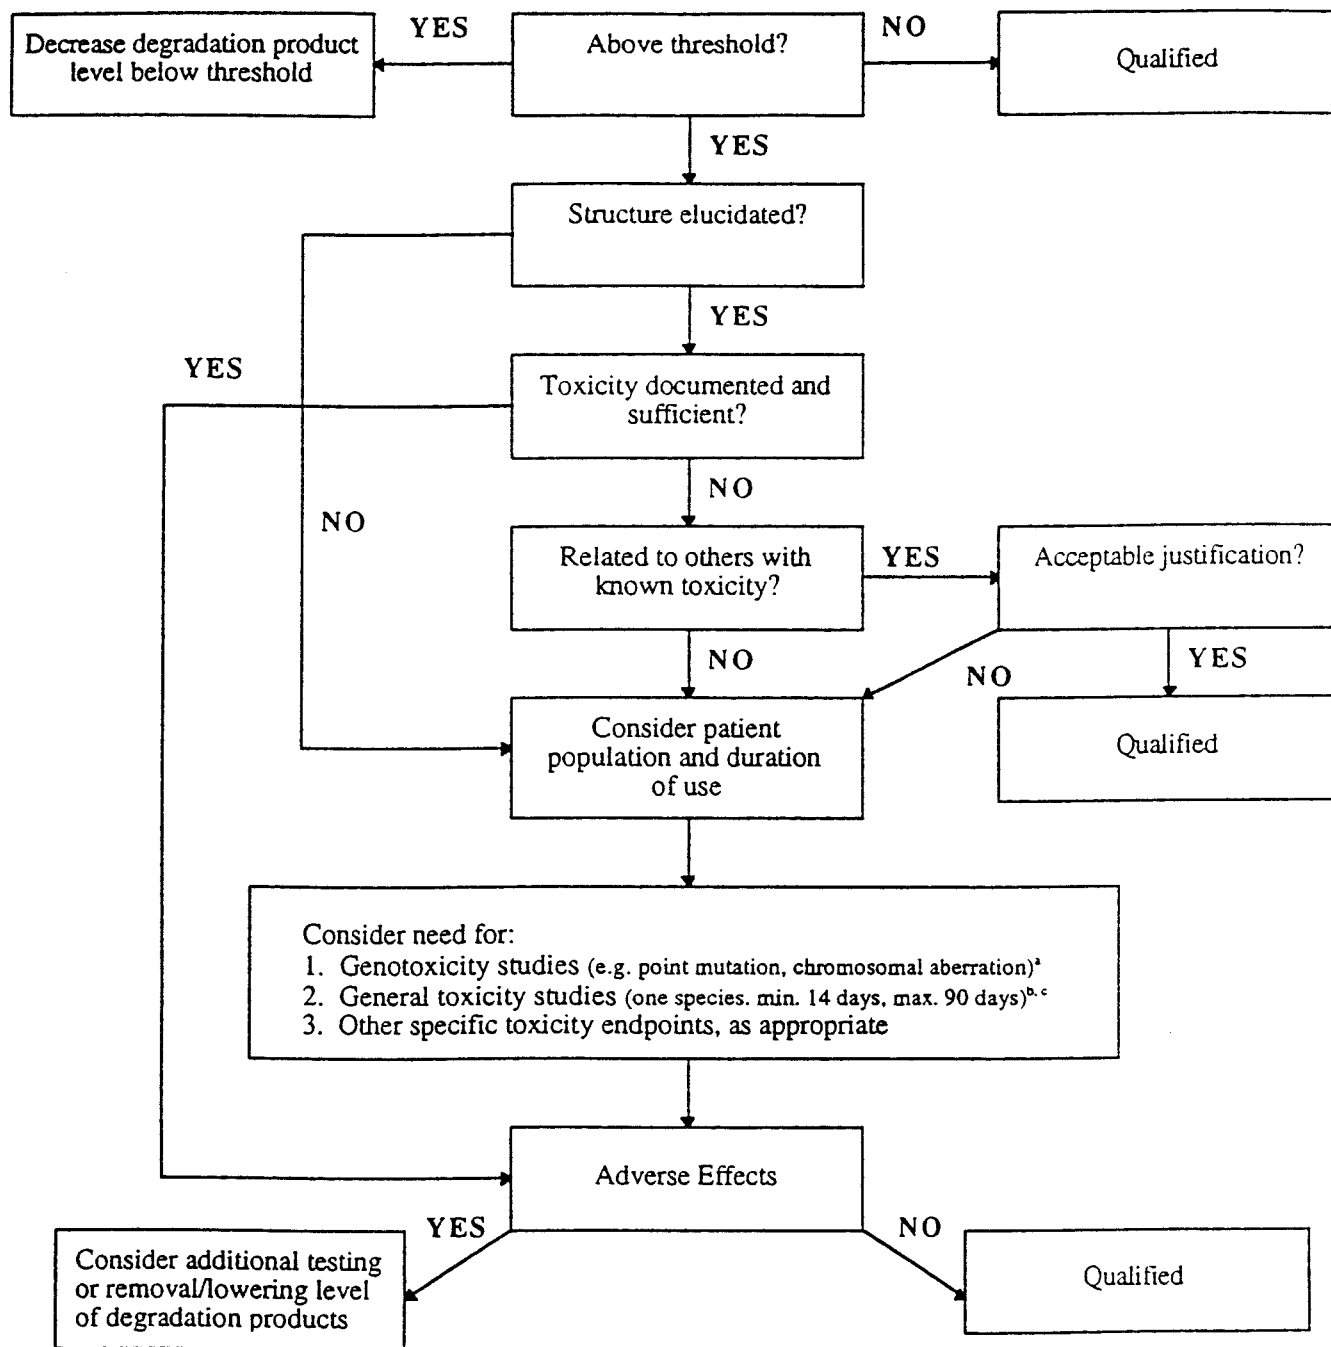 YES
NO
Decrease degradation product
level below threshold
Above threshold?
Qualified
YES
Structure elucidated?
YES
YES
Toxicity documented and
sufficient?
NO
NO
Related to others with
known toxicity?
YES
Acceptable justification?
NO
NO
YES
Consider patient
population and duration
of use
Qualified
Consider need for:
1. Genotoxicity studies (e.g. point mutation, chromosomal aberration)ᵃ
2. General toxicity studies (one species. min. 14 days, max. 90 days)ᵇ·ᶜ
3. Other specific toxicity endpoints, as appropriate
Adverse Effects
YES
NO
Consider additional testing
or removal/lowering level
of degradation products
Qualified